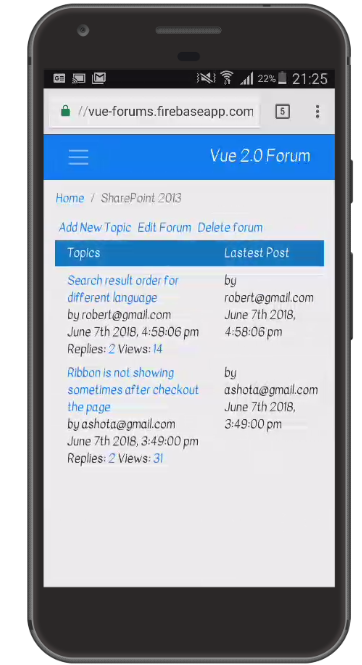 22% 21:25
//vue-forums.firebaseapp.com 5
Vue 2.0 Forum
Home / SharePoint 2013
Add New Topic Edit Forum Delete forum
Topics Lastest Post
Search result order for
different language
by robert@gmail.com
June 7th 2018, 4:58:06 pm
Replies: 2 Views: 14
by
robert@gmail.com
June 7th 2018,
4:58:06 pm
Ribbon is not showing
sometimes after checkout
the page
by ashota@gmail.com
June 7th 2018, 3:49:00 pm
Replies: 2 Views: 31
by
ashota@gmail.com
June 7th 2018,
3:49:00 pm